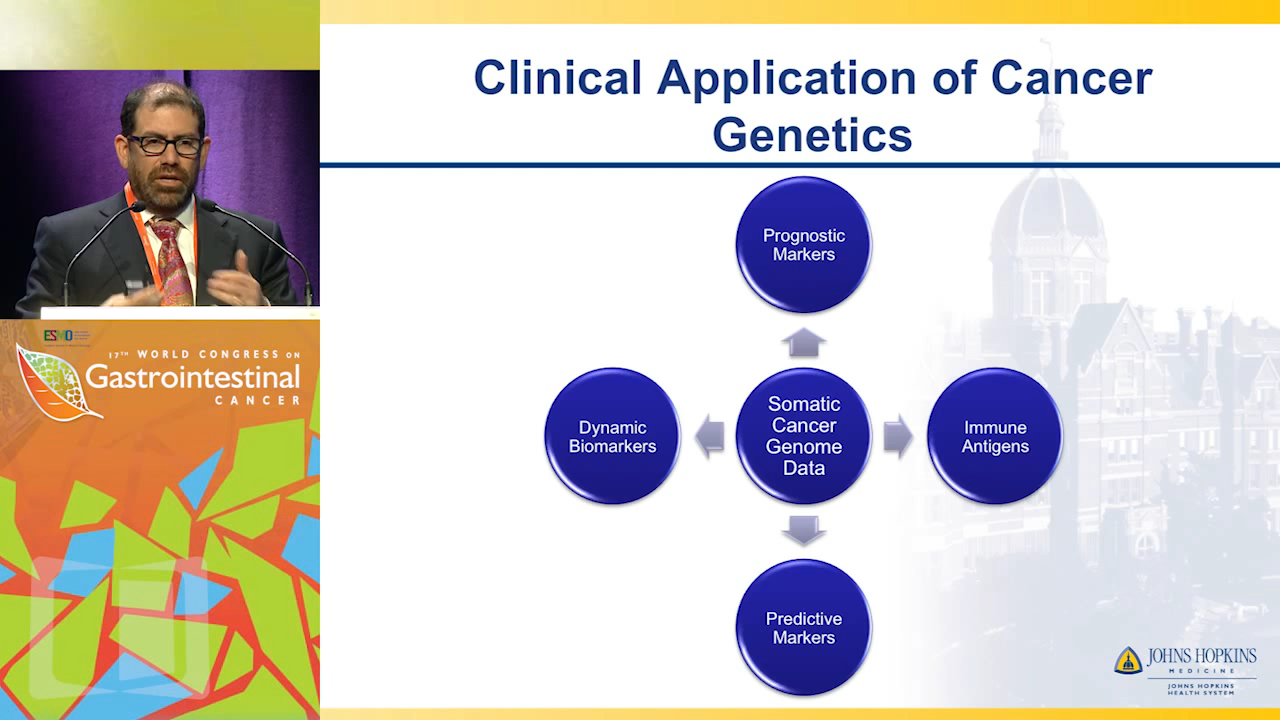 Clinical Application of Cancer
Genetics
Prognostic
Markers
Dynamic
Biomarkers
Somatic
Cancer
Genome
Data
Immune
Antigens
Predictive
Markers
JOHNS HOPKINS
MEDICINE
JOHNS HOPKINS
HEALTH SYSTEM
ESMO
17TH WORLD CONGRESS ON
Gastrointestinal
CANCER